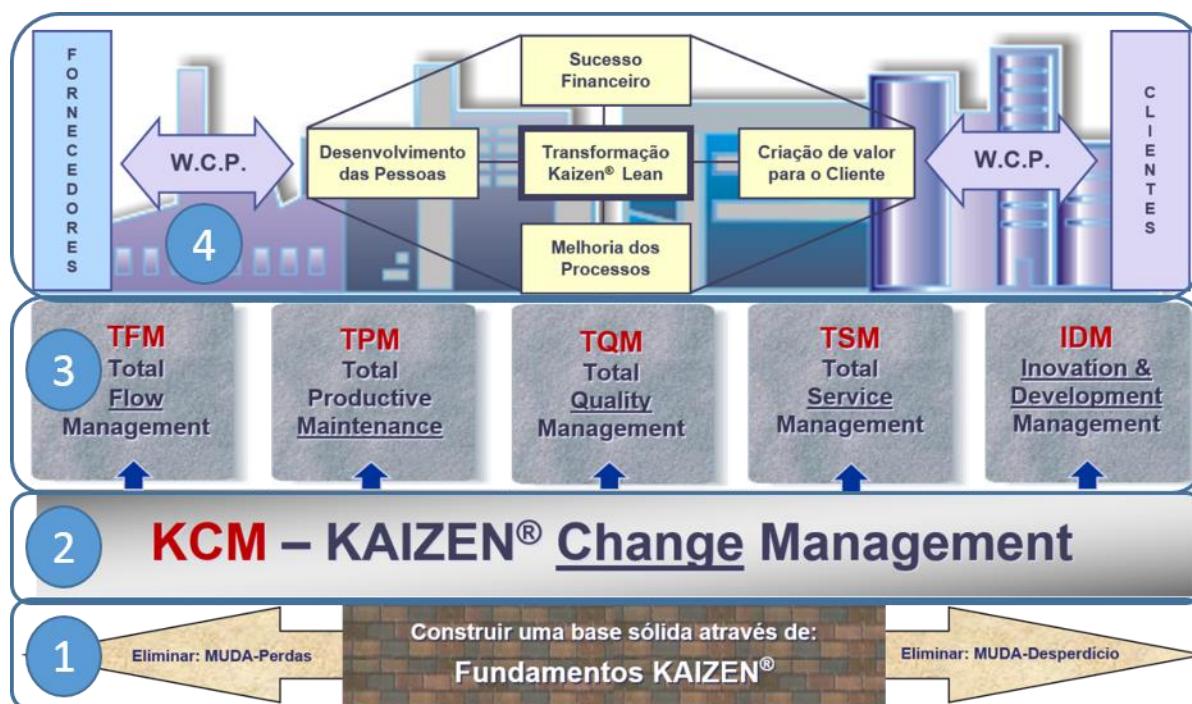 FORNECEDORES
W.C.P.
4
Sucesso
Financeiro
Desenvolvimento
das Pessoas
Transformação
Kaizen® Lean
Criação de valor
para o Cliente
Melhoria dos
Processos
W.C.P.
CLIENTES
3
TFM
Total
Flow
Management
TPM
Total
Productive
Maintenance
TQM
Total
Quality
Management
TSM
Total
Service
Management
IDM
Inovation &
Development
Management
2
KCM – KAIZEN® Change Management
1
Eliminar: MUDA-Perdas
Construir uma base sólida através de:
Fundamentos KAIZEN®
Eliminar: MUDA-Desperdício